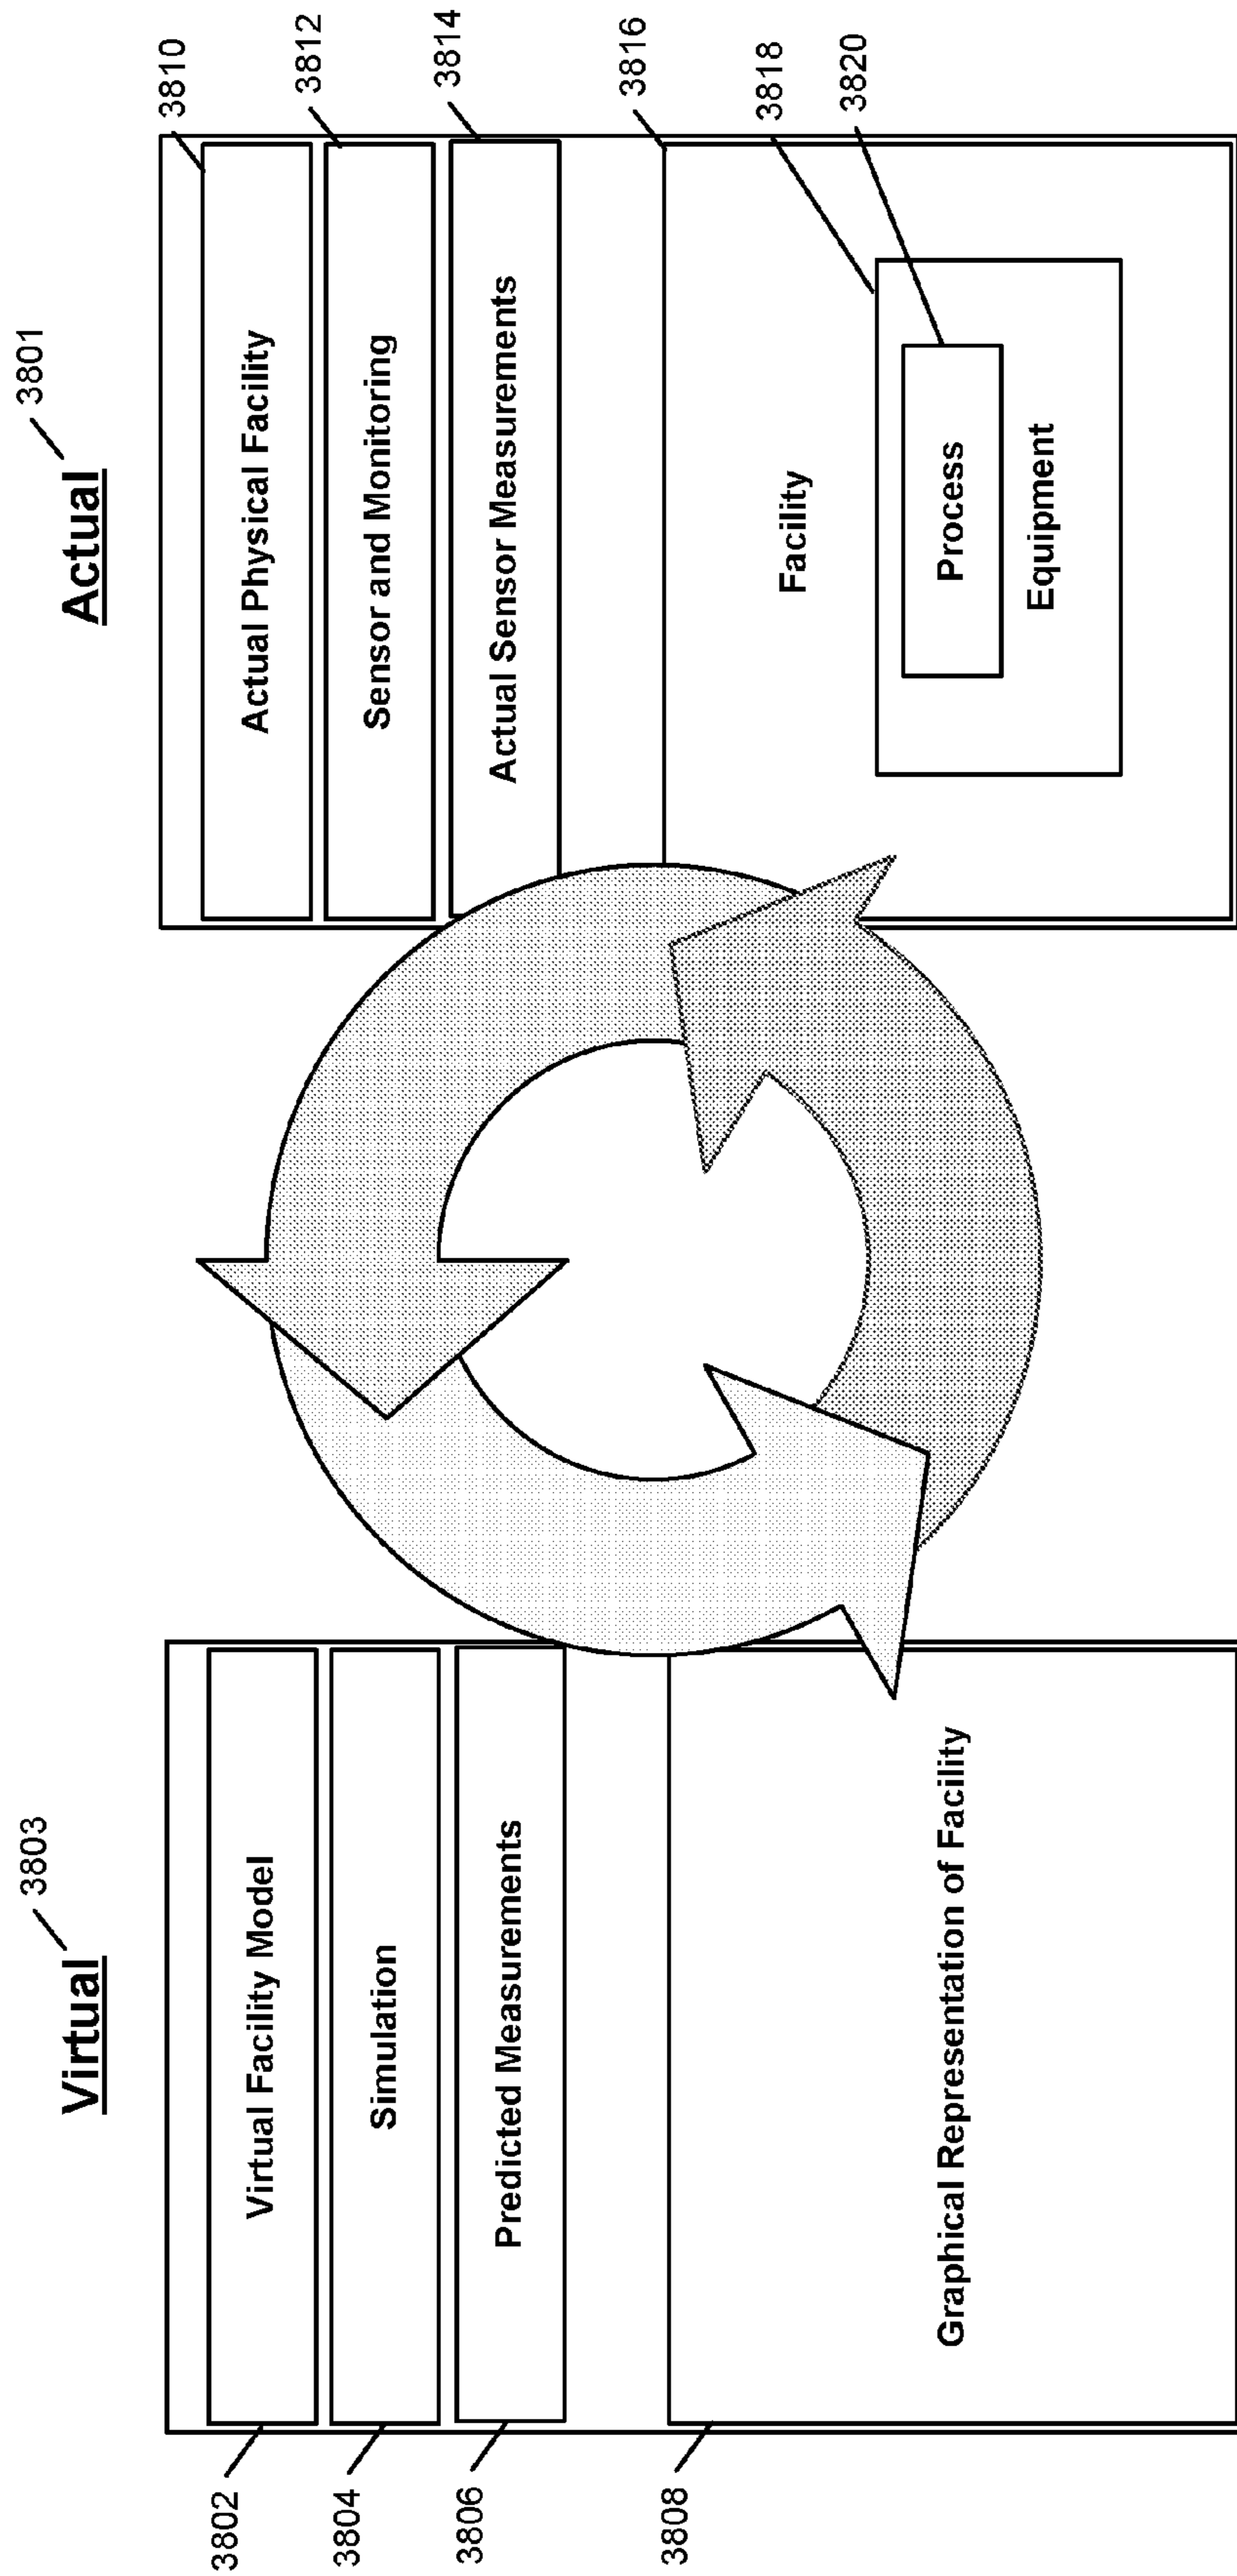 Virtual 3803
3802 Virtual Facility Model
3804 Simulation
3806 Predicted Measurements
3808 Graphical Representation of Facility
Actual 3801
Actual Physical Facility 3810
Sensor and Monitoring 3812
Actual Sensor Measurements 3814
3816
Facility
3818
3820
Process
Equipment